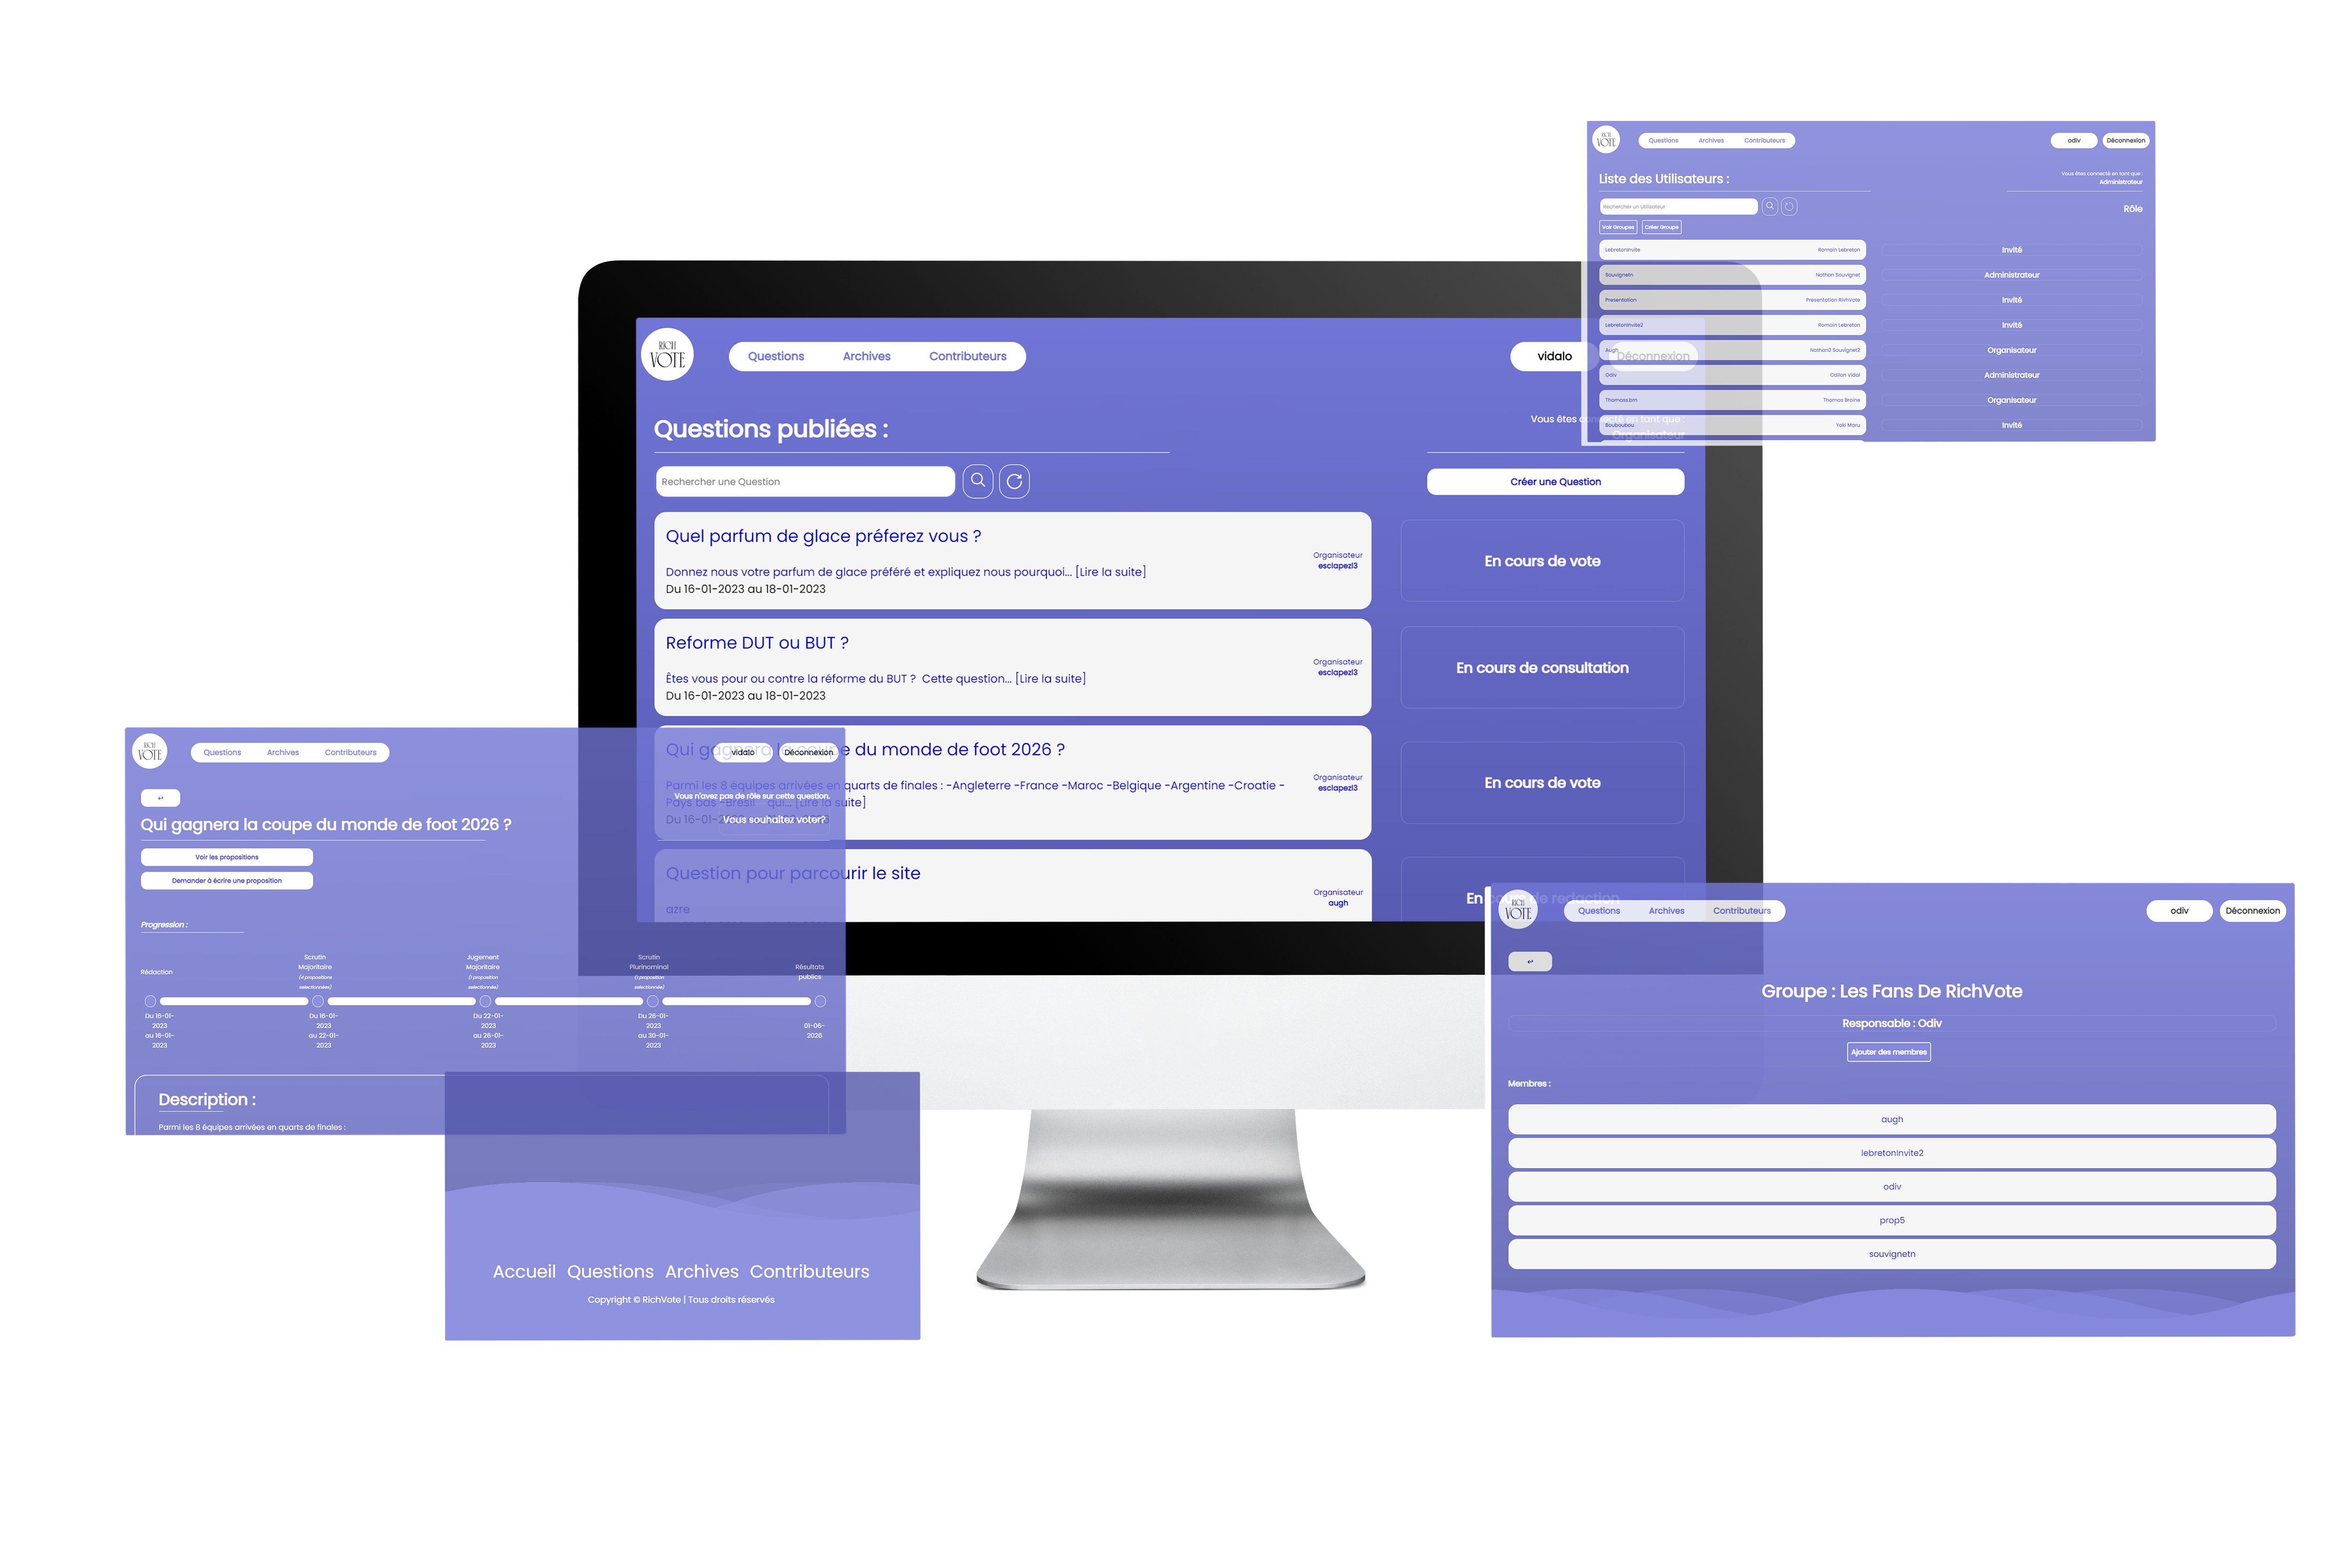 RICH
VOTE
Questions Archives Contributeurs
odiv Déconnexion
Liste des Utilisateurs :
Vous êtes connecté en tant que :
Administrateur
Rechercher un Utilisateur
Rôle
Voir Groupes Créer Groupe
LebretonInvite Romain Lebreton Invité
Souvignetn Nathan Souvignet Administrateur
Presentation Presentation RivhVote Invité
LebretonInvite2 Romain Lebreton Invité
Augh Nathan2 Souvignet2 Organisateur
Odiv Odilon Vidal Administrateur
Thomass.brn Thomas Broine Organisateur
Boubaubou Yaki Maru Invité
RICH
VOTE
Questions Archives Contributeurs
vidalo Déconnexion
Questions publiées :
Vous êtes connecté en tant que :
Organisateur
Rechercher une Question
Créer une Question
Quel parfum de glace préferez vous ?
Organisateur
esclapezl3
Donnez nous votre parfum de glace préféré et expliquez nous pourquoi... [Lire la suite]
Du 16-01-2023 au 18-01-2023
En cours de vote
Reforme DUT ou BUT ?
Organisateur
esclapezl3
Êtes vous pour ou contre la réforme du BUT ? Cette question... [Lire la suite]
Du 16-01-2023 au 18-01-2023
En cours de consultation
Qui gagnera la coupe du monde de foot 2026 ?
Organisateur
esclapezl3
Parmi les 8 équipes arrivées en quarts de finales : -Angleterre -France -Maroc -Belgique -Argentine -Croatie -
Pays bas -Brésil qui... [Lire la suite]
Du 16-01-2023
En cours de vote
Question pour parcourir le site
Organisateur
augh
azre
En cours de redaction
RICH
VOTE
Questions Archives Contributeurs
vidalo Déconnexion
↩
Vous n'avez pas de rôle sur cette question.
Vous souhaitez voter?
Qui gagnera la coupe du monde de foot 2026 ?
Voir les propositions
Demander à écrire une proposition
Progression :
Rédaction
Scrutin
Majoritaire
(4 propositions
selectionnées)
Jugement
Majoritaire
(1 proposition
selectionnée)
Scrutin
Plurinominal
(1 proposition
selectionnée)
Résultats
publics
Du 16-01-
2023
au 16-01-
2023
Du 16-01-
2023
au 22-01-
2023
Du 22-01-
2023
au 26-01-
2023
Du 26-01-
2023
au 30-01-
2023
01-06-
2026
Description :
Parmi les 8 équipes arrivées en quarts de finales :
Accueil Questions Archives Contributeurs
Copyright © RichVote | Tous droits réservés
RICH
VOTE
Questions Archives Contributeurs
odiv Déconnexion
↩
Groupe : Les Fans De RichVote
Responsable : Odiv
Ajouter des membres
Membres :
augh
lebretonInvite2
odiv
prop5
souvignetn